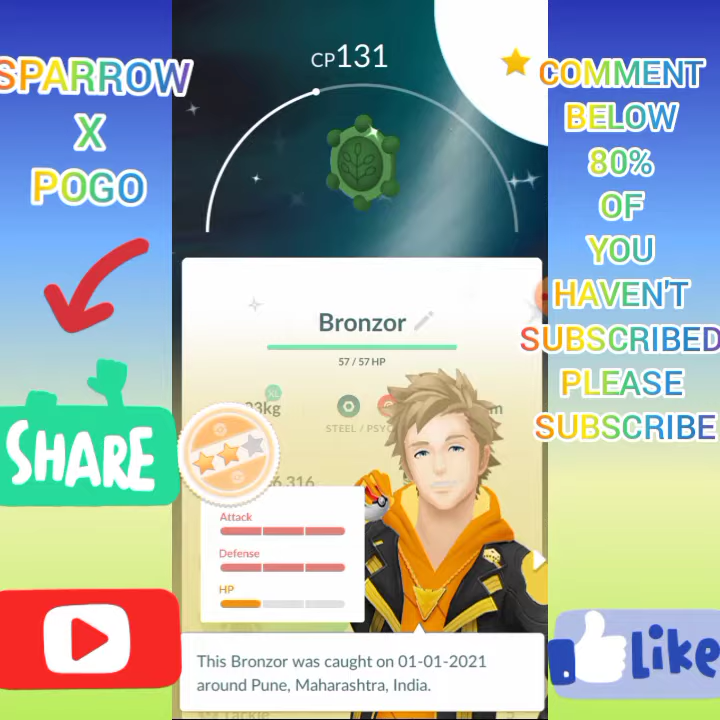 SPARROW
X
POGO
SHARE
CP131
Bronzor
57 / 57 HP
STEEL / PSYC
Attack
Defense
HP
This Bronzor was caught on 01-01-2021
around Pune, Maharashtra, India.
COMMENT
BELOW
80%
OF
YOU
HAVEN'T
SUBSCRIBED
PLEASE
SUBSCRIBE
Like